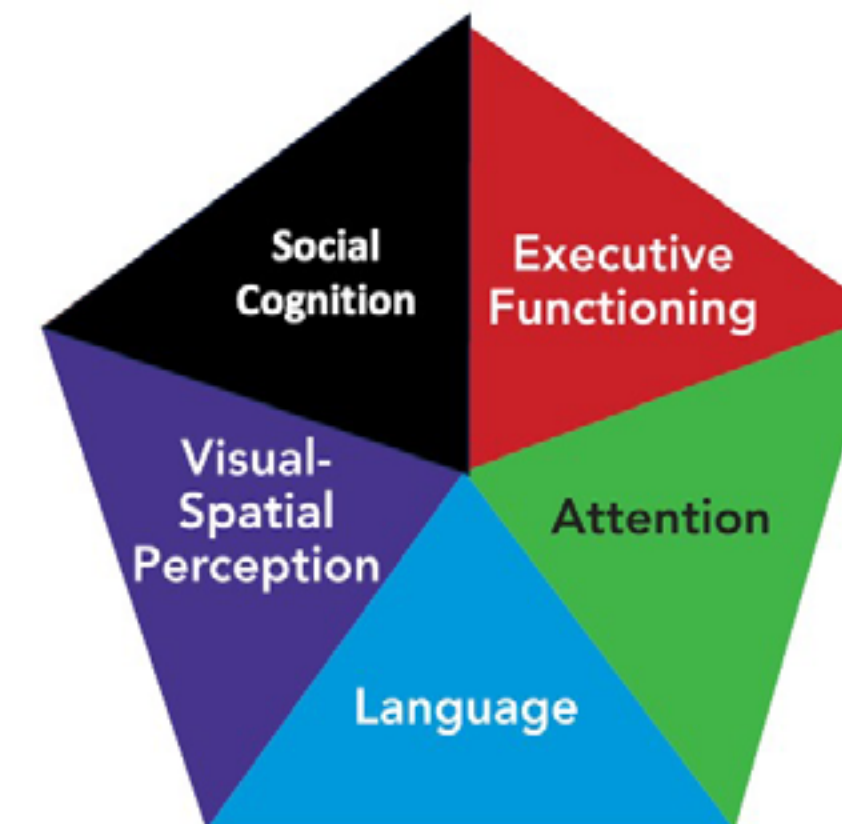 Social
Cognition
Executive
Functioning
Visual-
Spatial
Perception
Attention
Language